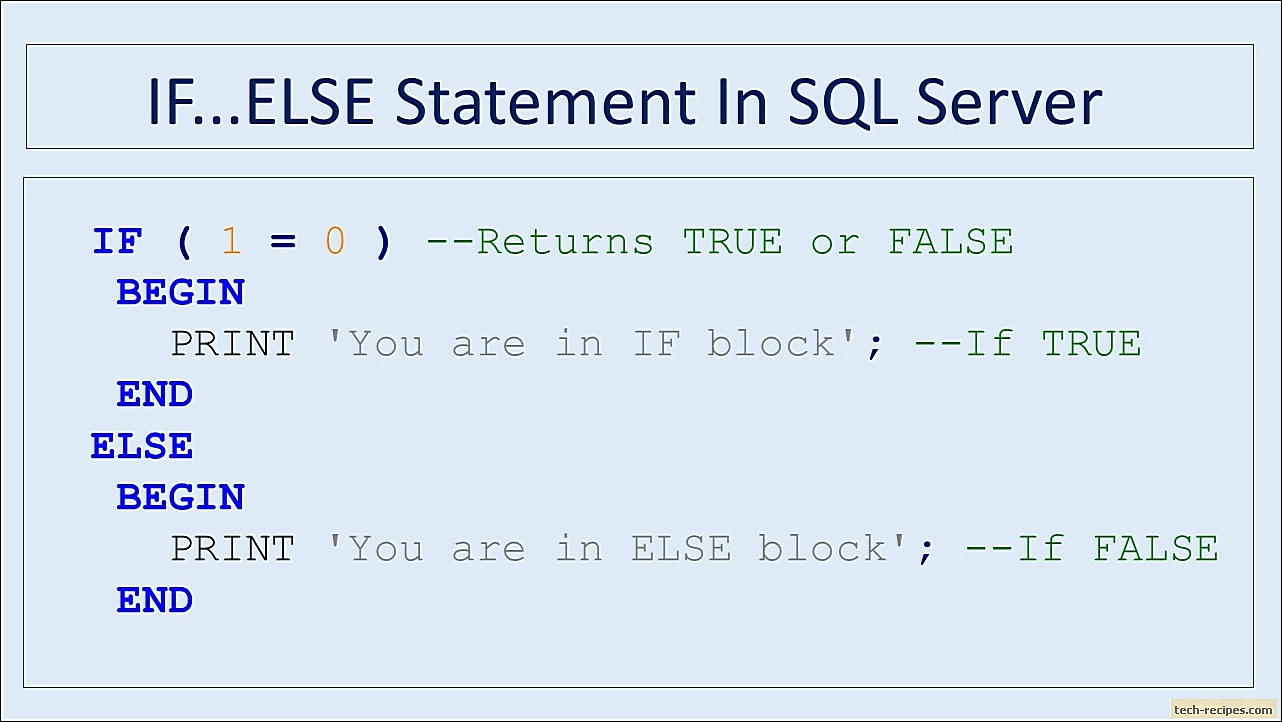 IF...ELSE Statement In SQL Server
IF ( 1 = 0 ) --Returns TRUE or FALSE
BEGIN
PRINT 'You are in IF block'; --If TRUE
END
ELSE
BEGIN
PRINT 'You are in ELSE block'; --If FALSE
END
tech-recipes.com